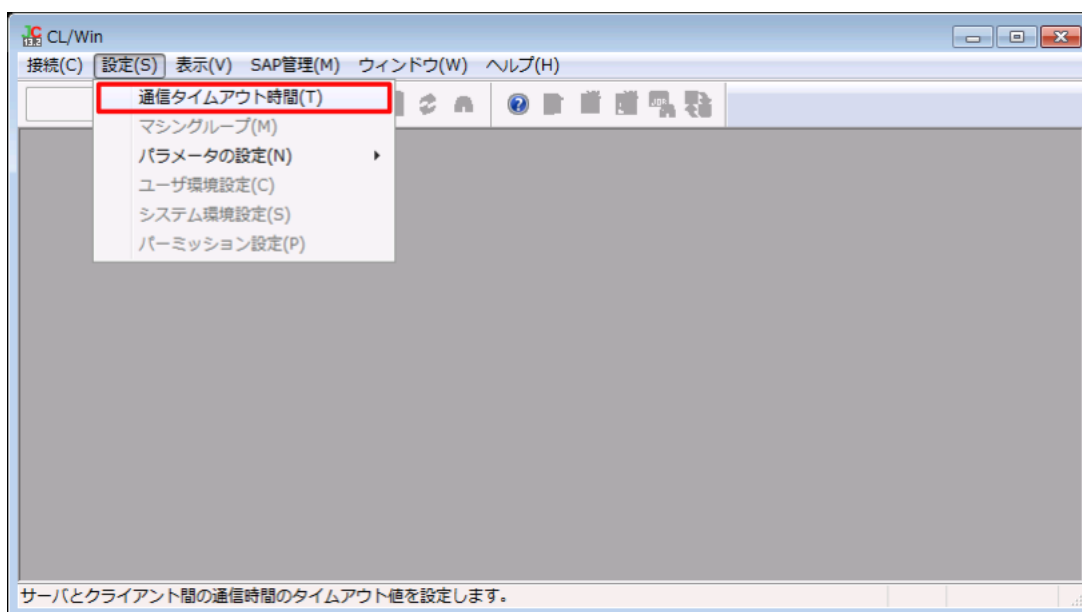 CL/Win
接続(C) 設定(S) 表示(V) SAP管理(M) ウィンドウ(W) ヘルプ(H)
通信タイムアウト時間(T)
マシングループ(M)
パラメータの設定(N)
ユーザ環境設定(C)
システム環境設定(S)
パーミッション設定(P)
サーバとクライアント間の通信時間のタイムアウト値を設定します。